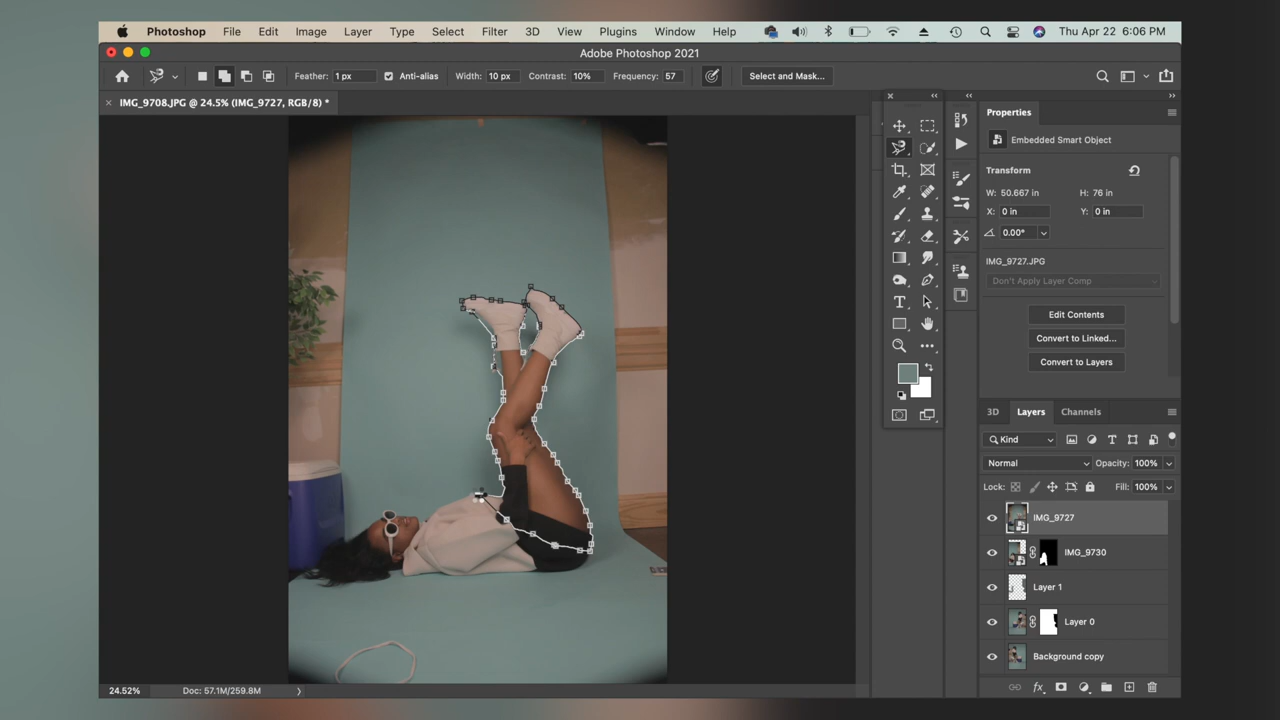 Photoshop File Edit Image Layer Type Select Filter 3D View Plugins Window Help Thu Apr 22 6:06 PM
Adobe Photoshop 2021
Feather: 1 px Anti-alias Width: 10 px Contrast: 10% Frequency: 57 Select and Mask...
IMG_9708.JPG @ 24.5% (IMG_9727, RGB/8) *
Properties
Embedded Smart Object
Transform
W: 50.667 in H: 76 in
X: 0 in Y: 0 in
0.00°
IMG_9727.JPG
Don't Apply Layer Comp
Edit Contents
Convert to Linked...
Convert to Layers
3D Layers Channels
Kind
Normal Opacity: 100%
Lock: Fill: 100%
IMG_9727
IMG_9730
Layer 1
Layer 0
Background copy
fx
24.52% Doc: 57.1M/259.8M